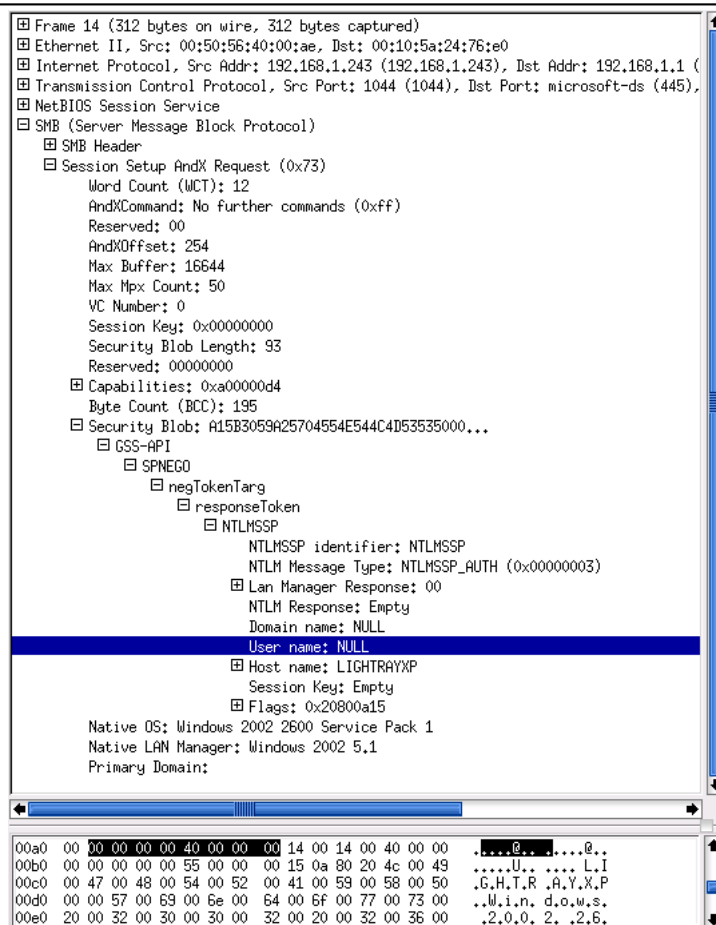 Frame 14 (312 bytes on wire, 312 bytes captured)
Ethernet II, Src: 00:50:56:40:00:ae, Dst: 00:10:5a:24:76:e0
Internet Protocol, Src Addr: 192.168.1.243 (192.168.1.243), Dst Addr: 192.168.1.1 (
Transmission Control Protocol, Src Port: 1044 (1044), Dst Port: microsoft-ds (445),
NetBIOS Session Service
SMB (Server Message Block Protocol)
SMB Header
Session Setup AndX Request (0x73)
Word Count (WCT): 12
AndXCommand: No further commands (0xff)
Reserved: 00
AndXOffset: 254
Max Buffer: 16644
Max Mpx Count: 50
VC Number: 0
Session Key: 0x00000000
Security Blob Length: 93
Reserved: 00000000
Capabilities: 0xa00000d4
Byte Count (BCC): 195
Security Blob: A15B3059A25704554E544C4D53535000...
GSS-API
SPNEGO
negTokenTarg
responseToken
NTLMSSP
NTLMSSP identifier: NTLMSSP
NTLM Message Type: NTLMSSP_AUTH (0x00000003)
Lan Manager Response: 00
NTLM Response: Empty
Domain name: NULL
User name: NULL
Host name: LIGHTRAYXP
Session Key: Empty
Flags: 0x20800a15
Native OS: Windows 2002 2600 Service Pack 1
Native LAN Manager: Windows 2002 5.1
Primary Domain:
00a0 00 00 00 00 00 40 00 00 00 14 00 14 00 40 00 00 .....@.. .....@..
00b0 00 00 00 00 00 55 00 00 00 15 0a 80 20 4c 00 49 .....U.. .... L.I
00c0 00 47 00 48 00 54 00 52 00 41 00 59 00 58 00 50 .G.H.T.R .A.Y.X.P
00d0 00 00 57 00 69 00 6e 00 64 00 6f 00 77 00 73 00 ..W.i.n. d.o.w.s.
00e0 20 00 32 00 30 00 30 00 32 00 20 00 32 00 36 00 .2.0.0. 2. .2.6.